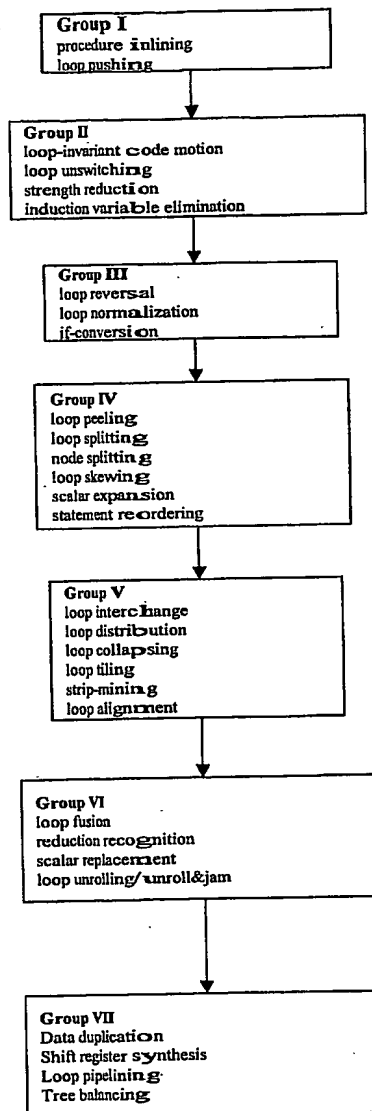 Group I
procedure inlining
loop pushing
Group II
loop-invariant code motion
loop unswitching
strength reduction
induction variable elimination
Group III
loop reversal
loop normalization
if-conversion
Group IV
loop peeling
loop splitting
node splitting
loop skewing
scalar expansion
statement reordering
Group V
loop interchange
loop distribution
loop collapsing
loop tiling
strip-mining
loop alignment
Group VI
loop fusion
reduction recognition
scalar replacement
loop unrolling/unroll&jam
Group VII
Data duplication
Shift register synthesis
Loop pipelining
Tree balancing